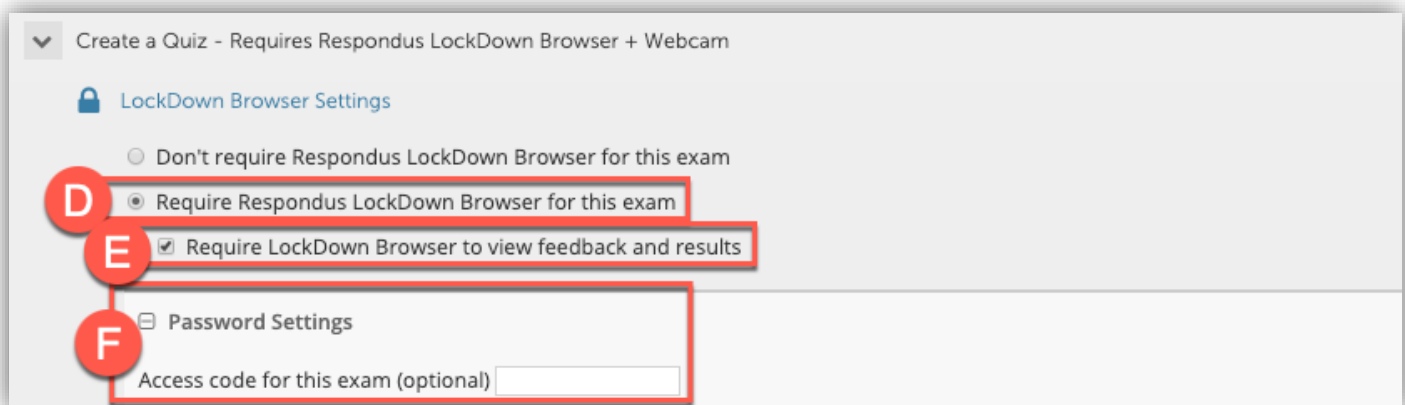 Create a Quiz - Requires Respondus LockDown Browser + Webcam
LockDown Browser Settings
Don't require Respondus LockDown Browser for this exam
D Require Respondus LockDown Browser for this exam
E Require LockDown Browser to view feedback and results
Password Settings
F
Access code for this exam (optional)